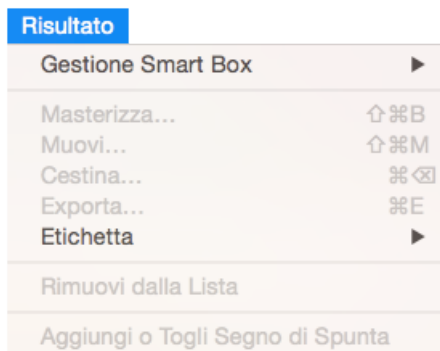 Risultato
Gestione Smart Box ▶
Masterizza... ⇧⌘B
Muovi... ⇧⌘M
Cestina... ⌘⌫
Exporta... ⌘E
Etichetta ▶
Rimuovi dalla Lista
Aggiungi o Togli Segno di Spunta